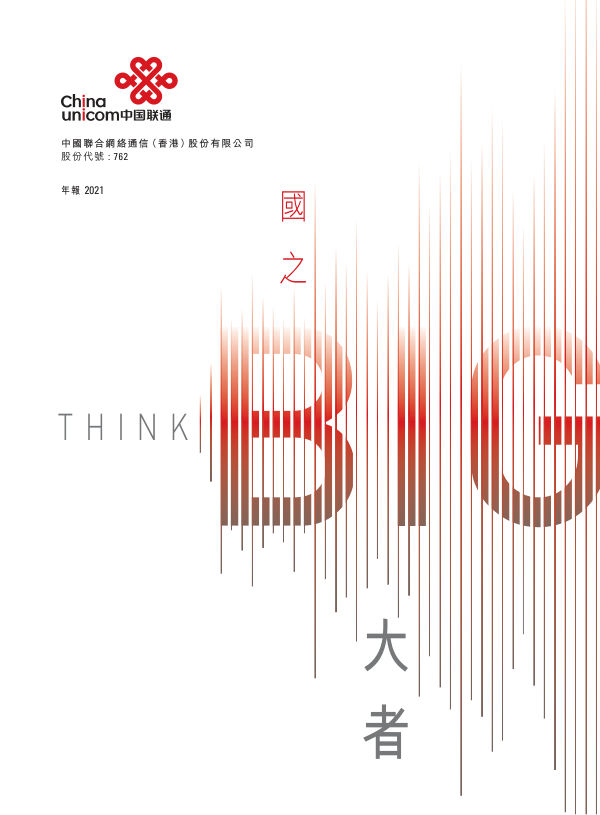 China
unicom中国联通
中國聯合網絡通信（香港）股份有限公司
股份代號 : 762
年報 2021
國
之
THINK BIG
大
者